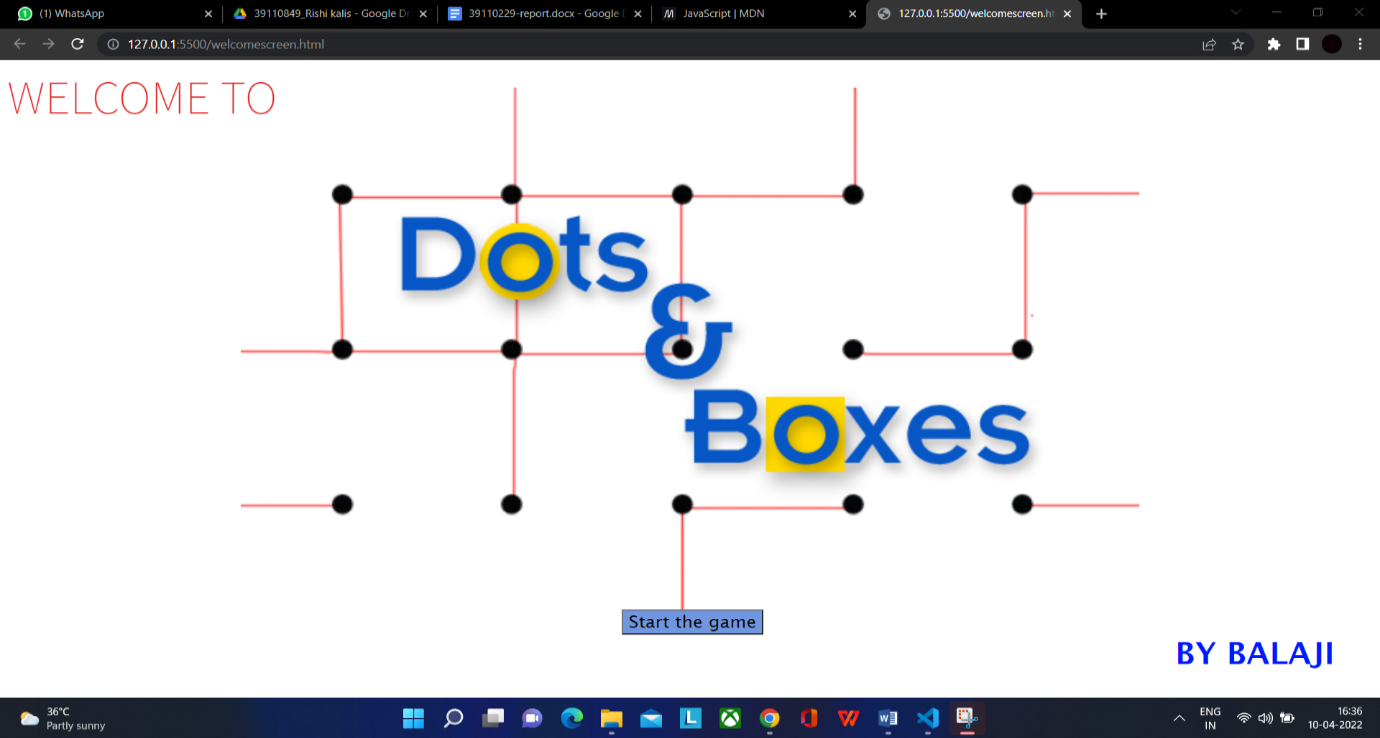 (1) WhatsApp
39110849_Rishi kalis - Google Dr
39110229-report.docx - Google D
JavaScript | MDN
127.0.0.1:5500/welcomescreen.ht
127.0.0.1:5500/welcomescreen.html
WELCOME TO
Dots
&
Boxes
Start the game
BY BALAJI
36°C
Partly sunny
ENG
IN
16:36
10-04-2022